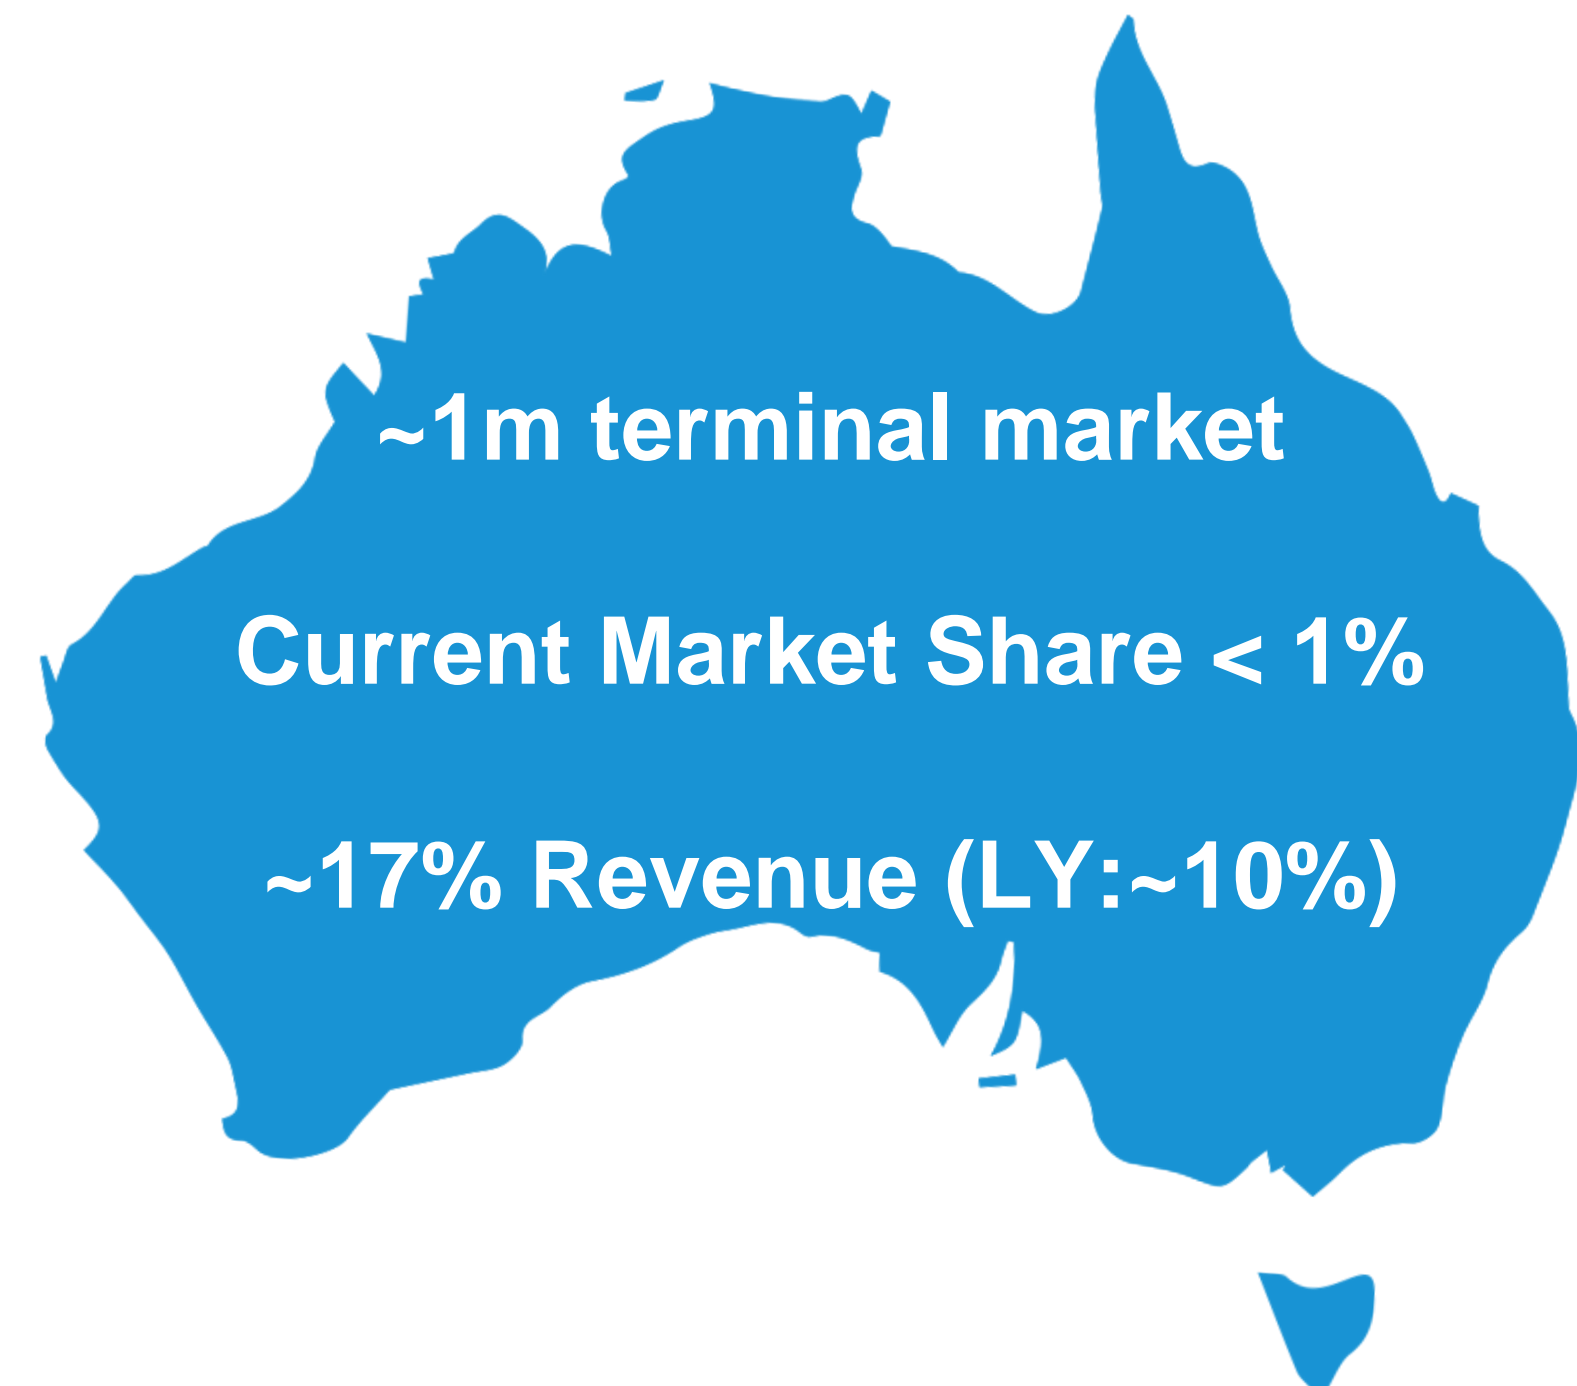 ~1m terminal market
Current Market Share < 1%
~17% Revenue (LY:~10%)